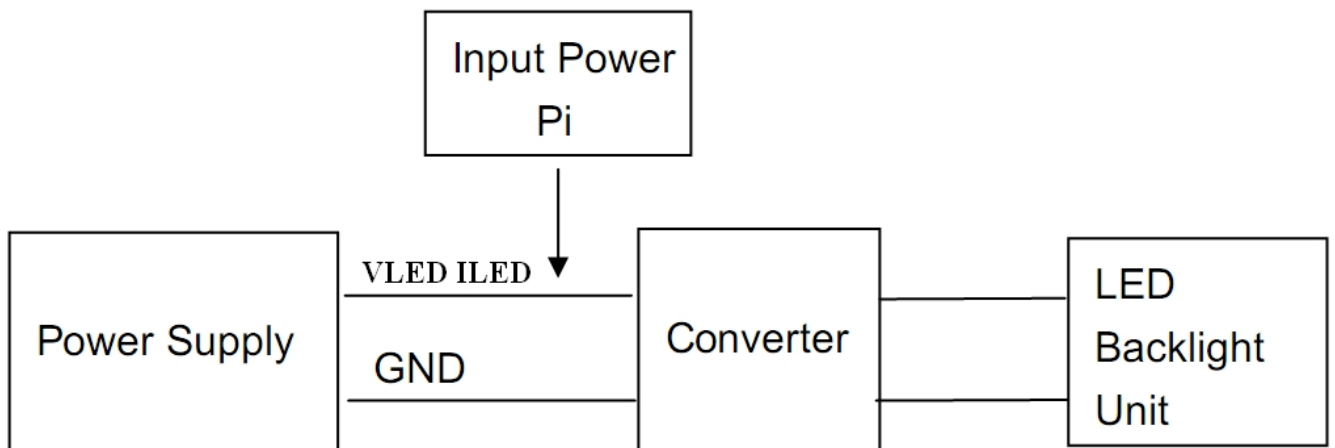 Input Power
Pi
VLED ILED
Power Supply
GND
Converter
LED
Backlight
Unit